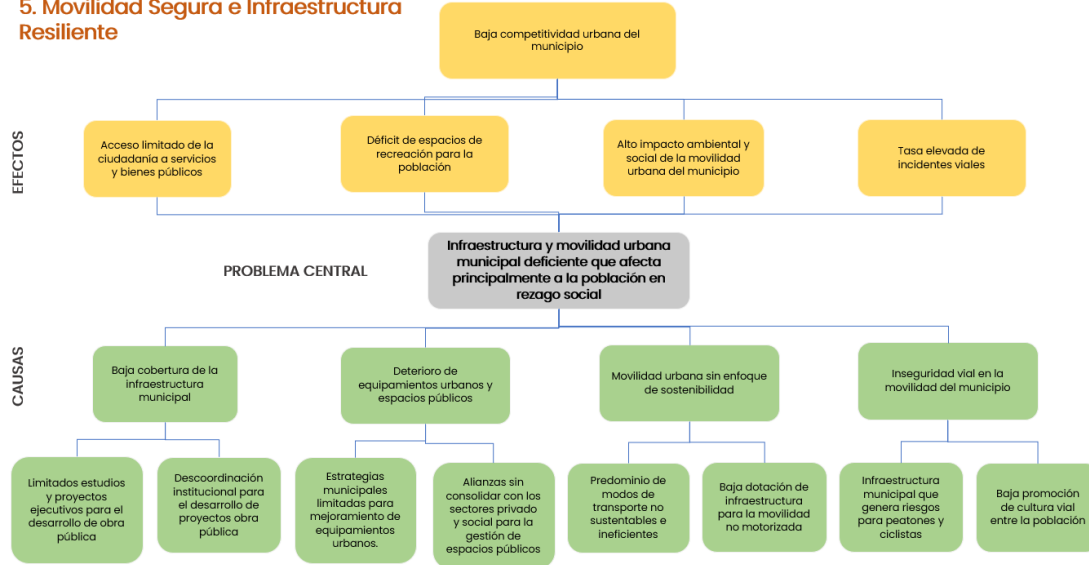 5. Movilidad Segura e Infraestructura
Resiliente
Baja competitividad urbana del
municipio
EFECTOS
Acceso limitado de la
ciudadanía a servicios
y bienes públicos
Déficit de espacios de
recreación para la
población
Alto impacto ambiental y
social de la movilidad
urbana del municipio
Tasa elevada de
incidentes viales
PROBLEMA CENTRAL
Infraestructura y movilidad urbana
municipal deficiente que afecta
principalmente a la población en
rezago social
CAUSAS
Baja cobertura de la
infraestructura
municipal
Deterioro de
equipamientos urbanos y
espacios públicos
Movilidad urbana sin enfoque
de sostenibilidad
Inseguridad vial en la
movilidad del municipio
Limitados estudios
y proyectos
ejecutivos para el
desarrollo de obra
pública
Descoordinación
institucional para
el desarrollo de
proyectos obra
pública
Estrategias
municipales
limitadas para
mejoramiento de
equipamientos
urbanos.
Alianzas sin
consolidar con los
sectores privado
y social para la
gestión de
espacios públicos
Predominio de
modos de
transporte no
sustentables e
ineficientes
Baja dotación de
infraestructura
para la movilidad
no motorizada
Infraestructura
municipal que
genera riesgos
para peatones y
ciclistas
Baja promoción
de cultura vial
entre la población